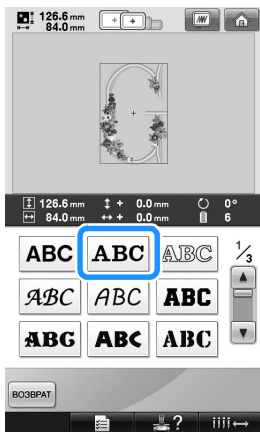 126.6 mm
84.0 mm
126.6 mm + 0.0 mm 0°
84.0 mm + 0.0 mm 6
ABC ABC ABC 1/3
ABC ABC ABC
ABC ABC ABC
ВОЗВРАТ
?